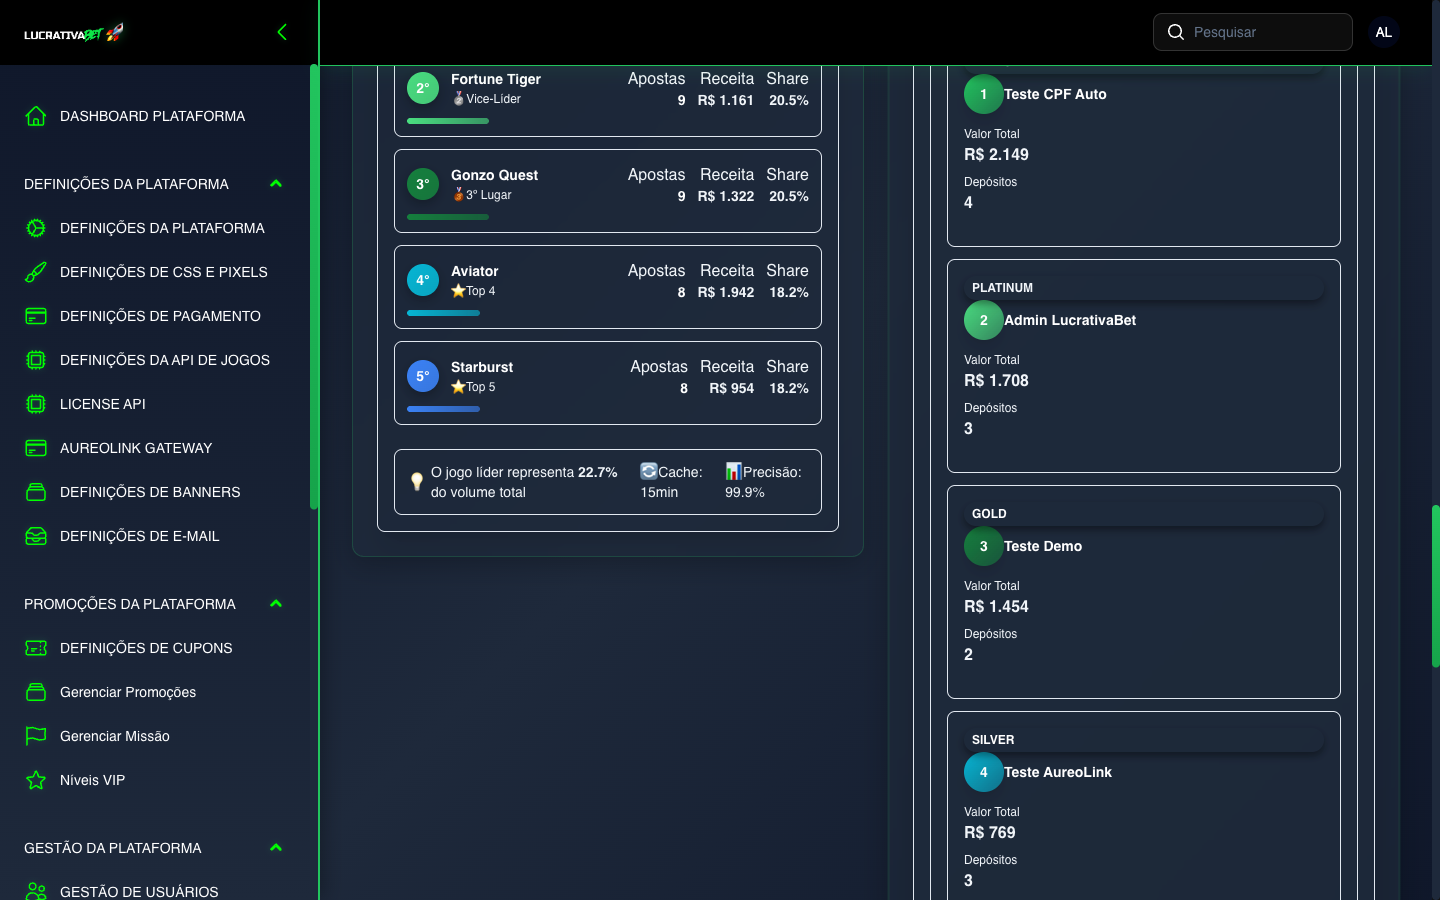 LUCRATIVABET
Pesquisar
AL
DASHBOARD PLATAFORMA
DEFINIÇÕES DA PLATAFORMA
DEFINIÇÕES DA PLATAFORMA
DEFINIÇÕES DE CSS E PIXELS
DEFINIÇÕES DE PAGAMENTO
DEFINIÇÕES DA API DE JOGOS
LICENSE API
AUREOLINK GATEWAY
DEFINIÇÕES DE BANNERS
DEFINIÇÕES DE E-MAIL
PROMOÇÕES DA PLATAFORMA
DEFINIÇÕES DE CUPONS
Gerenciar Promoções
Gerenciar Missão
Níveis VIP
GESTÃO DA PLATAFORMA
GESTÃO DE USUÁRIOS
2° Fortune Tiger Apostas Receita Share
Vice-Líder 9 R$ 1.161 20.5%
3° Gonzo Quest Apostas Receita Share
3° Lugar 9 R$ 1.322 20.5%
4° Aviator Apostas Receita Share
Top 4 8 R$ 1.942 18.2%
5° Starburst Apostas Receita Share
Top 5 8 R$ 954 18.2%
O jogo líder representa 22.7% Cache: Precisão:
do volume total 15min 99.9%
1 Teste CPF Auto
Valor Total
R$ 2.149
Depósitos
4
PLATINUM
2 Admin LucrativaBet
Valor Total
R$ 1.708
Depósitos
3
GOLD
3 Teste Demo
Valor Total
R$ 1.454
Depósitos
2
SILVER
4 Teste AureoLink
Valor Total
R$ 769
Depósitos
3